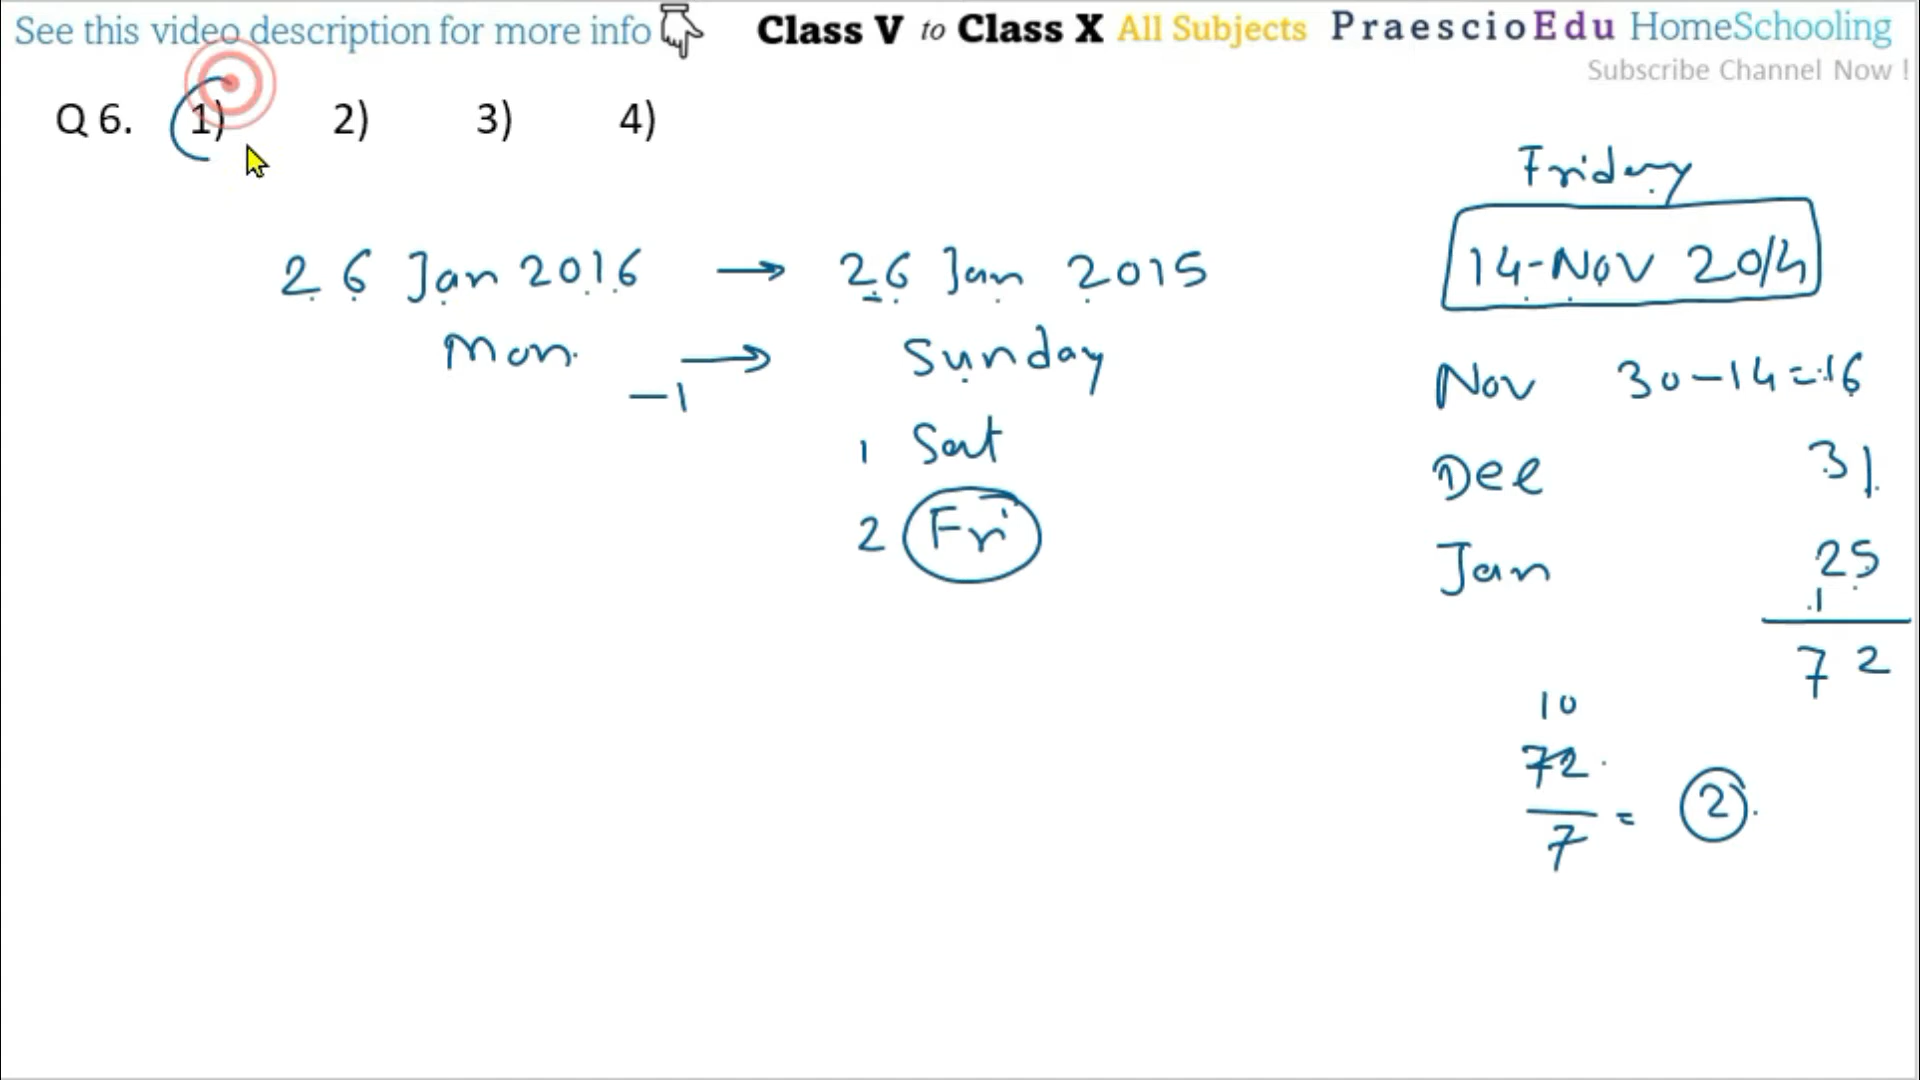 See this video description for more info Class V to Class X All Subjects PraescioEdu HomeSchooling
Subscribe Channel Now !
Q 6. 1) 2) 3) 4)
Friday
26 Jan 2016 → 26 Jan 2015
14-Nov 2014
Mon → Sunday
-1
Nov 30-14=16
1 Sat
Dec 31
2 Fri
Jan 25
1
72
10
72
7 = 2